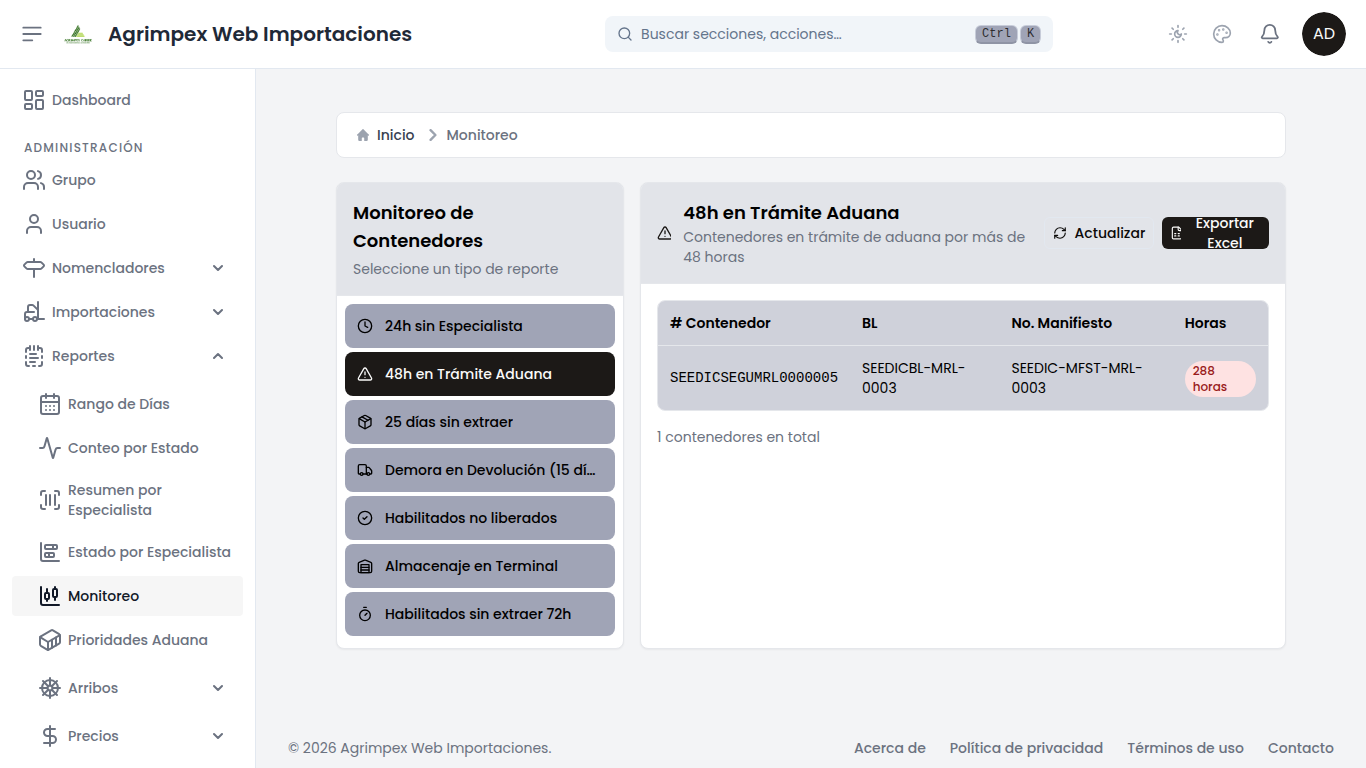 Agrimpex Web Importaciones
Buscar secciones, acciones...
Ctrl K
AD
Dashboard
ADMINISTRACIÓN
Grupo
Usuario
Nomencladores
Importaciones
Reportes
Rango de Días
Conteo por Estado
Resumen por
Especialista
Estado por Especialista
Monitoreo
Prioridades Aduana
Arribos
Precios
Inicio
Monitoreo
Monitoreo de
Contenedores
Seleccione un tipo de reporte
24h sin Especialista
48h en Trámite Aduana
25 días sin extraer
Demora en Devolución (15 dí...
Habilitados no liberados
Almacenaje en Terminal
Habilitados sin extraer 72h
48h en Trámite Aduana
Contenedores en trámite de aduana por más de
48 horas
Actualizar
Exportar
Excel
# Contenedor BL No. Manifiesto Horas
SEEDICSEGUMRL0000005
SEEDICBL-MRL-
0003
SEEDIC-MFST-MRL-
0003
288
horas
1 contenedores en total
© 2026 Agrimpex Web Importaciones.
Acerca de Política de privacidad Términos de uso Contacto